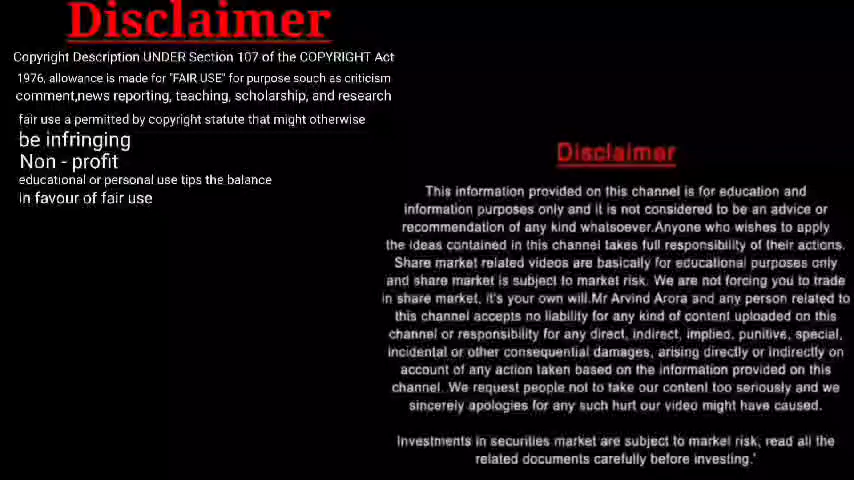 Disclaimer
Copyright Description UNDER Section 107 of the COPYRIGHT Act
1976, allowance is made for "FAIR USE" for purpose souch as criticism
comment,news reporting, teaching, scholarship, and research
fair use a permitted by copyright statute that might otherwise
be infringing
Non - profit
educational or personal use tips the balance
In favour of fair use
Disclaimer
This information provided on this channel is for education and
information purposes only and it is not considered to be an advice or
recommendation of any kind whatsoever.Anyone who wishes to apply
the ideas contained in this channel takes full responsibility of their actions.
Share market related videos are basically for educational purposes only
and share market is subject to market risk. We are not forcing you to trade
in share market, it's your own will.Mr Arvind Arora and any person related to
this channel accepts no liability for any kind of content uploaded on this
channel or responsibility for any direct, indirect, implied, punitive, special,
incidental or other consequential damages, arising directly or indirectly on
account of any action taken based on the information provided on this
channel. We request people not to take our content too seriously and we
sincerely apologies for any such hurt our video might have caused.
Investments in securities market are subject to market risk, read all the
related documents carefully before investing.'